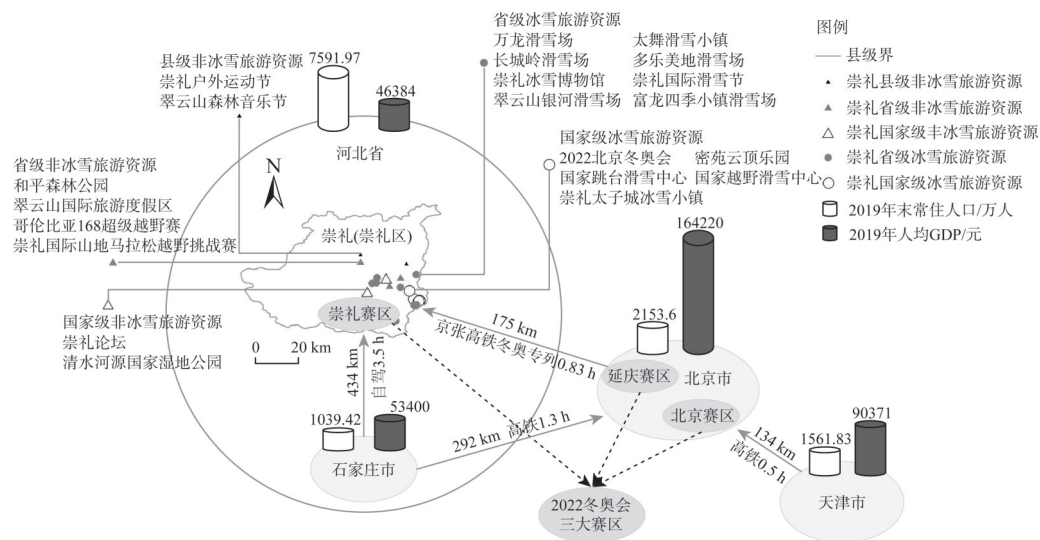 县级非冰雪旅游资源
崇礼户外运动节
翠云山森林音乐节
7591.97
46384
河北省
省级冰雪旅游资源
万龙滑雪场 太舞滑雪小镇
长城岭滑雪场 多乐美地滑雪场
崇礼冰雪博物馆 崇礼国际滑雪节
翠云山银河滑雪场 富龙四季小镇滑雪场
图例
县级界
崇礼县级非冰雪旅游资源
崇礼省级非冰雪旅游资源
崇礼国家级丰冰雪旅游资源
崇礼省级冰雪旅游资源
崇礼国家级冰雪旅游资源
2019年末常住人口/万人
2019年人均GDP/元
国家级冰雪旅游资源
2022北京冬奥会 密苑云顶乐园
国家跳台滑雪中心 国家越野滑雪中心
崇礼太子城冰雪小镇
省级非冰雪旅游资源
和平森林公园
翠云山国际旅游度假区
哥伦比亚168超级越野赛
崇礼国际山地马拉松越野挑战赛
N
崇礼(崇礼区)
崇礼赛区
国家级非冰雪旅游资源
崇礼论坛
清水河源国家湿地公园
0 20 km
434 km
自驾3.5 h
175 km
京张高铁冬奥专列0.83 h
164220
2153.6
延庆赛区
北京市
北京赛区
1039.42
53400
石家庄市
292 km 高铁1.3 h
134 km
高铁0.5 h
1561.83
90371
天津市
2022冬奥会
三大赛区